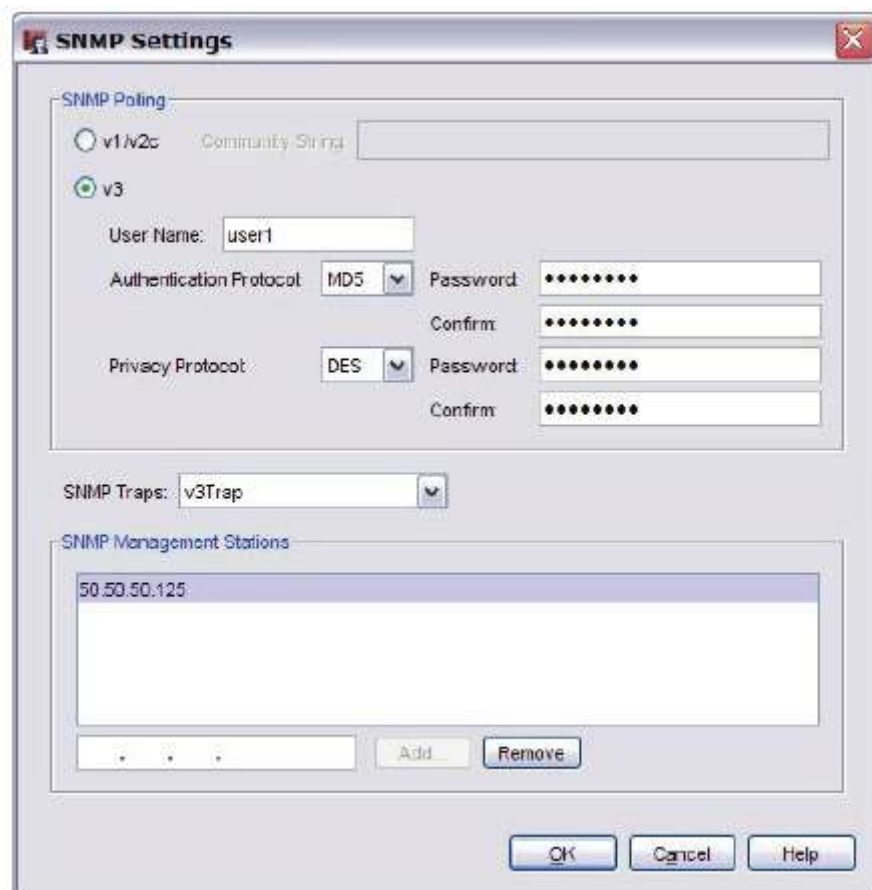 SNMP Settings
SNMP Polling
v1/v2c Community String:
v3
User Name: user1
Authentication Protocol: MD5 Password: ••••••••
Confirm: ••••••••
Privacy Protocol: DES Password: ••••••••
Confirm: ••••••••
SNMP Traps: v3Trap
SNMP Management Stations
50.50.50.125
. . .
Add... Remove
OK Cancel Help